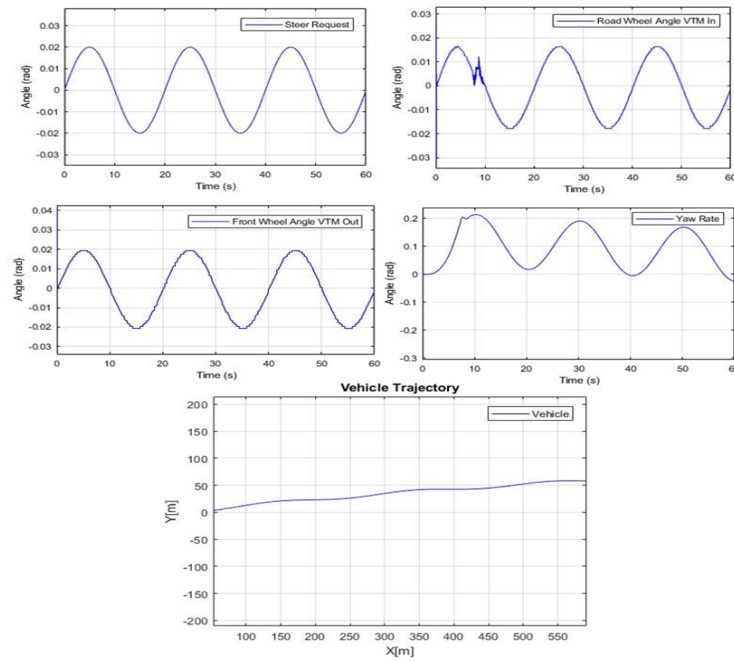 Steer Request
Angle (rad)
0.03
0.02
0.01
0
-0.01
-0.02
-0.03
0 10 20 30 40 50 60
Time (s)
Road Wheel Angle VTM In
Angle (rad)
0.03
0.02
0.01
0
-0.01
-0.02
-0.03
0 10 20 30 40 50 60
Time (s)
Front Wheel Angle VTM Out
Angle (rad)
0.04
0.03
0.02
0.01
0
-0.01
-0.02
-0.03
0 10 20 30 40 50 60
Time (s)
Yaw Rate
Angle (rad)
0.2
0.1
0
-0.1
-0.2
-0.3
0 10 20 30 40 50 60
Time (s)
Vehicle Trajectory
Vehicle
Y[m]
200
150
100
50
0
-50
-100
-150
-200
100 150 200 250 300 350 400 450 500 550
X[m]